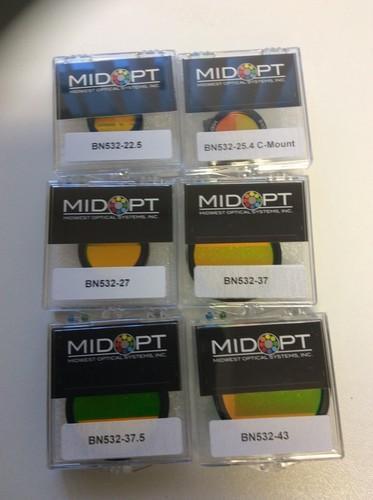 MIDOPT
MIDWEST OPTICAL SYSTEMS, INC.
BN532-22.5
MIDOPT
MIDWEST OPTICAL SYSTEMS, INC.
BN532-25.4 C-Mount
MIDOPT
MIDWEST OPTICAL SYSTEMS, INC.
BN532-27
MIDOPT
MIDWEST OPTICAL SYSTEMS, INC.
BN532-37
MIDOPT
MIDWEST OPTICAL SYSTEMS, INC.
BN532-37.5
MIDOPT
MIDWEST OPTICAL SYSTEMS, INC.
BN532-43